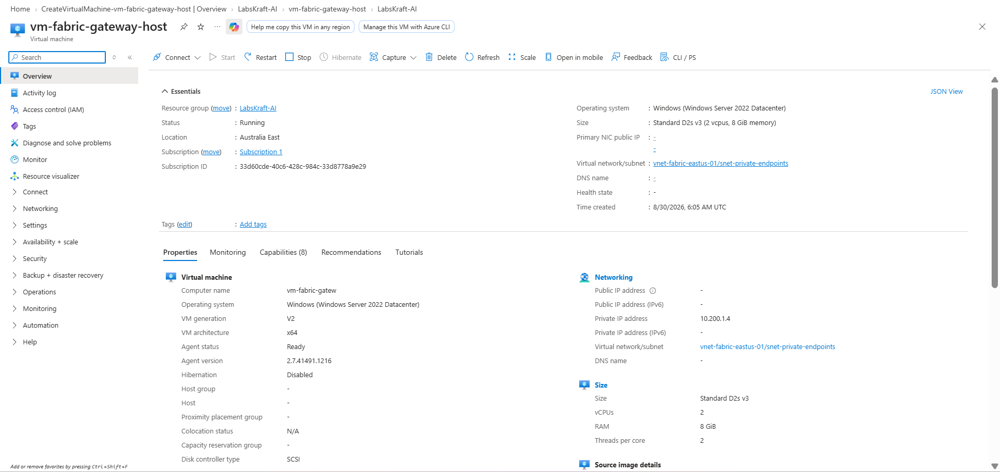 Home > CreateVirtualMachine-vm-fabric-gateway-host | Overview > LabsKraft-AI > vm-fabric-gateway-host > LabsKraft-AI
vm-fabric-gateway-host
Help me copy this VM in any region
Manage this VM with Azure CLI
Virtual machine
Search
Connect
Start
Restart
Stop
Hibernate
Capture
Delete
Refresh
Scale
Open in mobile
Feedback
CLI / PS
Overview
Activity log
Access control (IAM)
Tags
Diagnose and solve problems
Monitor
Resource visualizer
Connect
Networking
Settings
Availability + scale
Security
Backup + disaster recovery
Operations
Monitoring
Automation
Help
Add or remove favorites by pressing Ctrl+Shift+F
Essentials
JSON View
Resource group (move) : LabsKraft-AI
Status : Running
Location : Australia East
Subscription (move) : Subscription 1
Subscription ID : 33d60cde-40c6-428c-984c-33d8778a9e29
Operating system : Windows (Windows Server 2022 Datacenter)
Size : Standard D2s v3 (2 vcpus, 8 GiB memory)
Primary NIC public IP : -
-
Virtual network/subnet : vnet-fabric-eastus-01/snet-private-endpoints
DNS name : -
Health state : -
Time created : 8/30/2026, 6:05 AM UTC
Tags (edit) : Add tags
Properties
Monitoring
Capabilities (8)
Recommendations
Tutorials
Virtual machine
Computer name vm-fabric-gatew
Operating system Windows (Windows Server 2022 Datacenter)
VM generation V2
VM architecture x64
Agent status Ready
Agent version 2.7.41491.1216
Hibernation Disabled
Host group -
Host -
Proximity placement group -
Colocation status N/A
Capacity reservation group -
Disk controller type SCSI
Networking
Public IP address -
Public IP address (IPv6) -
Private IP address 10.200.1.4
Private IP address (IPv6) -
Virtual network/subnet vnet-fabric-eastus-01/snet-private-endpoints
DNS name -
Size
Size Standard D2s v3
vCPUs 2
RAM 8 GiB
Threads per core 2
Source image details